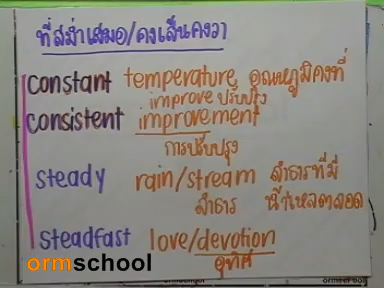 ที่สม่ำเสมอ/คงเส้นคงวา
constant temperature อุณหภูมิคงที่
improve ปรับปรุง
consistent improvement
การปรับปรุง
steady rain/stream ลำธารที่มี
ลำธาร น้ำไหลตลอด
steadfast love/devotion
อุทิศ
ormschool